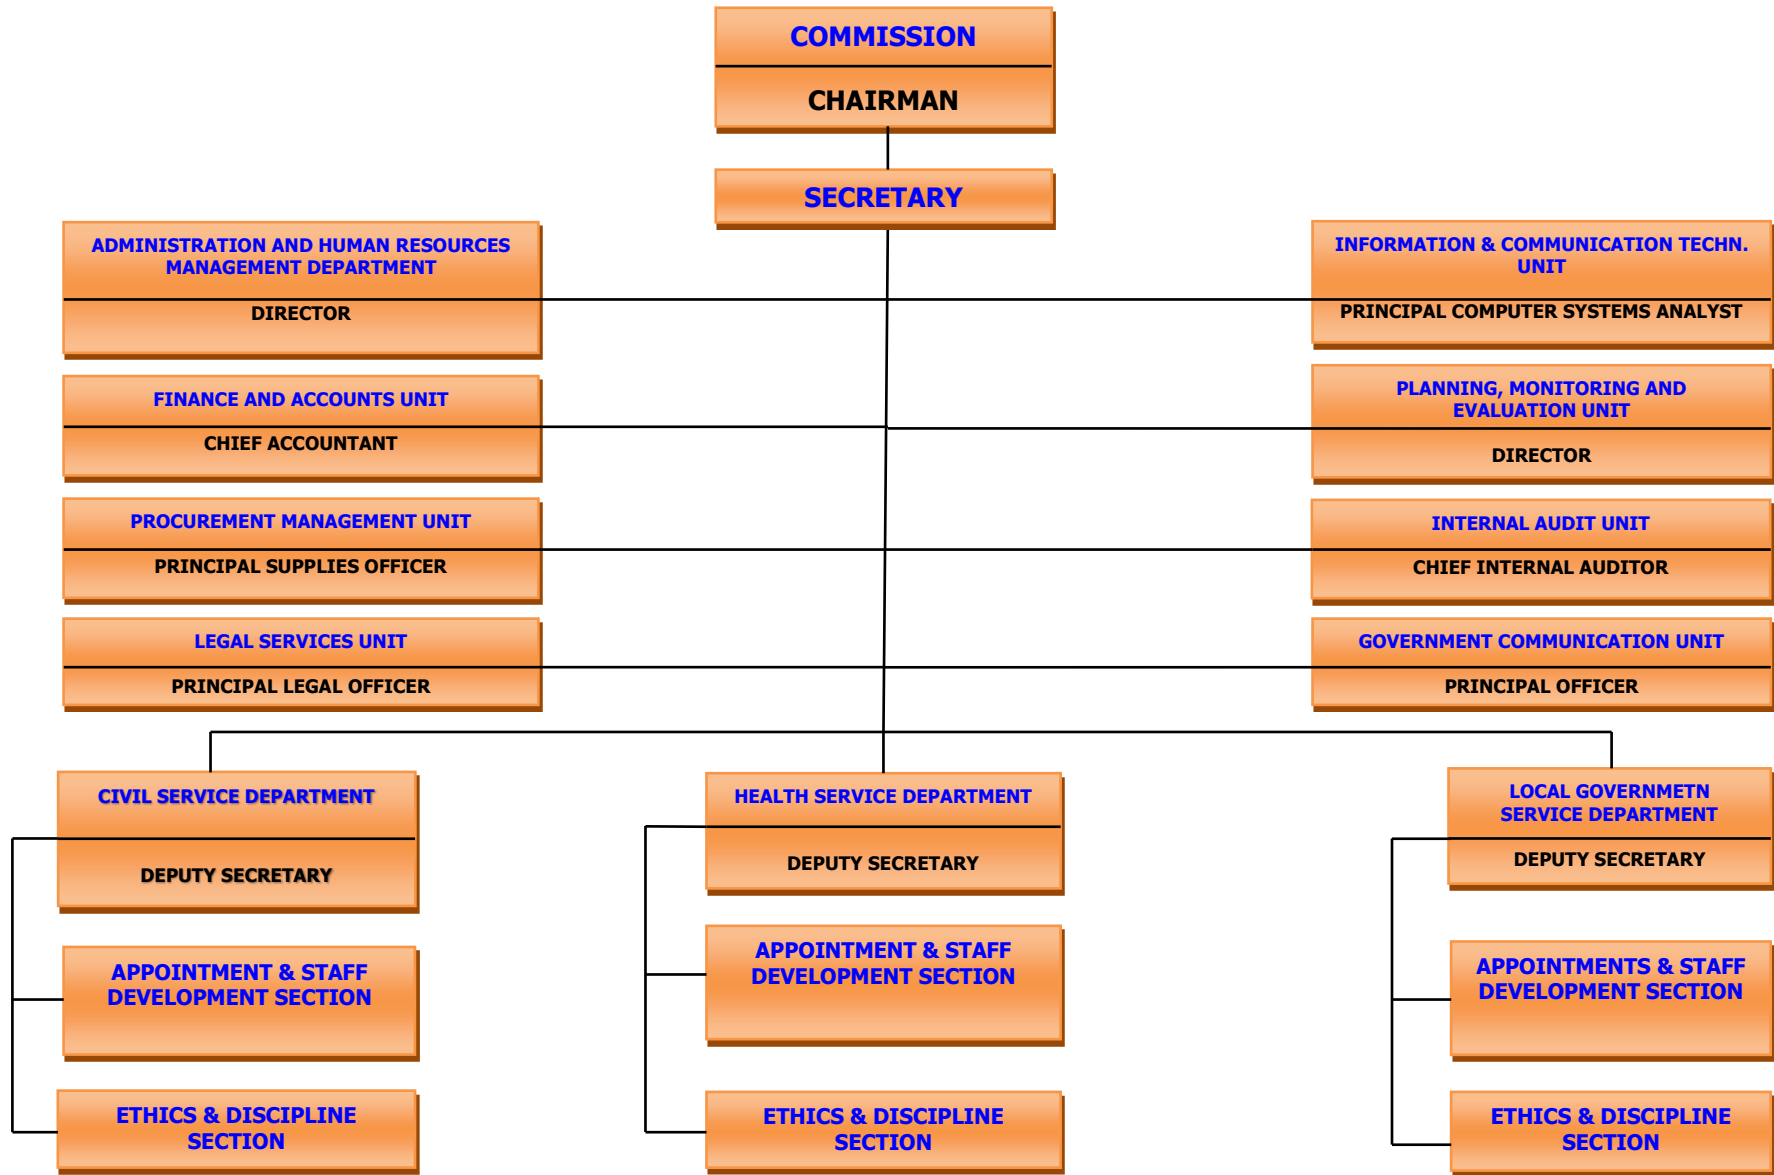 COMMISSION
CHAIRMAN
SECRETARY
ADMINISTRATION AND HUMAN RESOURCES
MANAGEMENT DEPARTMENT
DIRECTOR
INFORMATION & COMMUNICATION TECHN.
UNIT
PRINCIPAL COMPUTER SYSTEMS ANALYST
FINANCE AND ACCOUNTS UNIT
CHIEF ACCOUNTANT
PLANNING, MONITORING AND
EVALUATION UNIT
DIRECTOR
PROCUREMENT MANAGEMENT UNIT
PRINCIPAL SUPPLIES OFFICER
INTERNAL AUDIT UNIT
CHIEF INTERNAL AUDITOR
LEGAL SERVICES UNIT
PRINCIPAL LEGAL OFFICER
GOVERNMENT COMMUNICATION UNIT
PRINCIPAL OFFICER
CIVIL SERVICE DEPARTMENT
DEPUTY SECRETARY
HEALTH SERVICE DEPARTMENT
DEPUTY SECRETARY
LOCAL GOVERNMETN
SERVICE DEPARTMENT
DEPUTY SECRETARY
APPOINTMENT & STAFF
DEVELOPMENT SECTION
APPOINTMENT & STAFF
DEVELOPMENT SECTION
APPOINTMENTS & STAFF
DEVELOPMENT SECTION
ETHICS & DISCIPLINE
SECTION
ETHICS & DISCIPLINE
SECTION
ETHICS & DISCIPLINE
SECTION